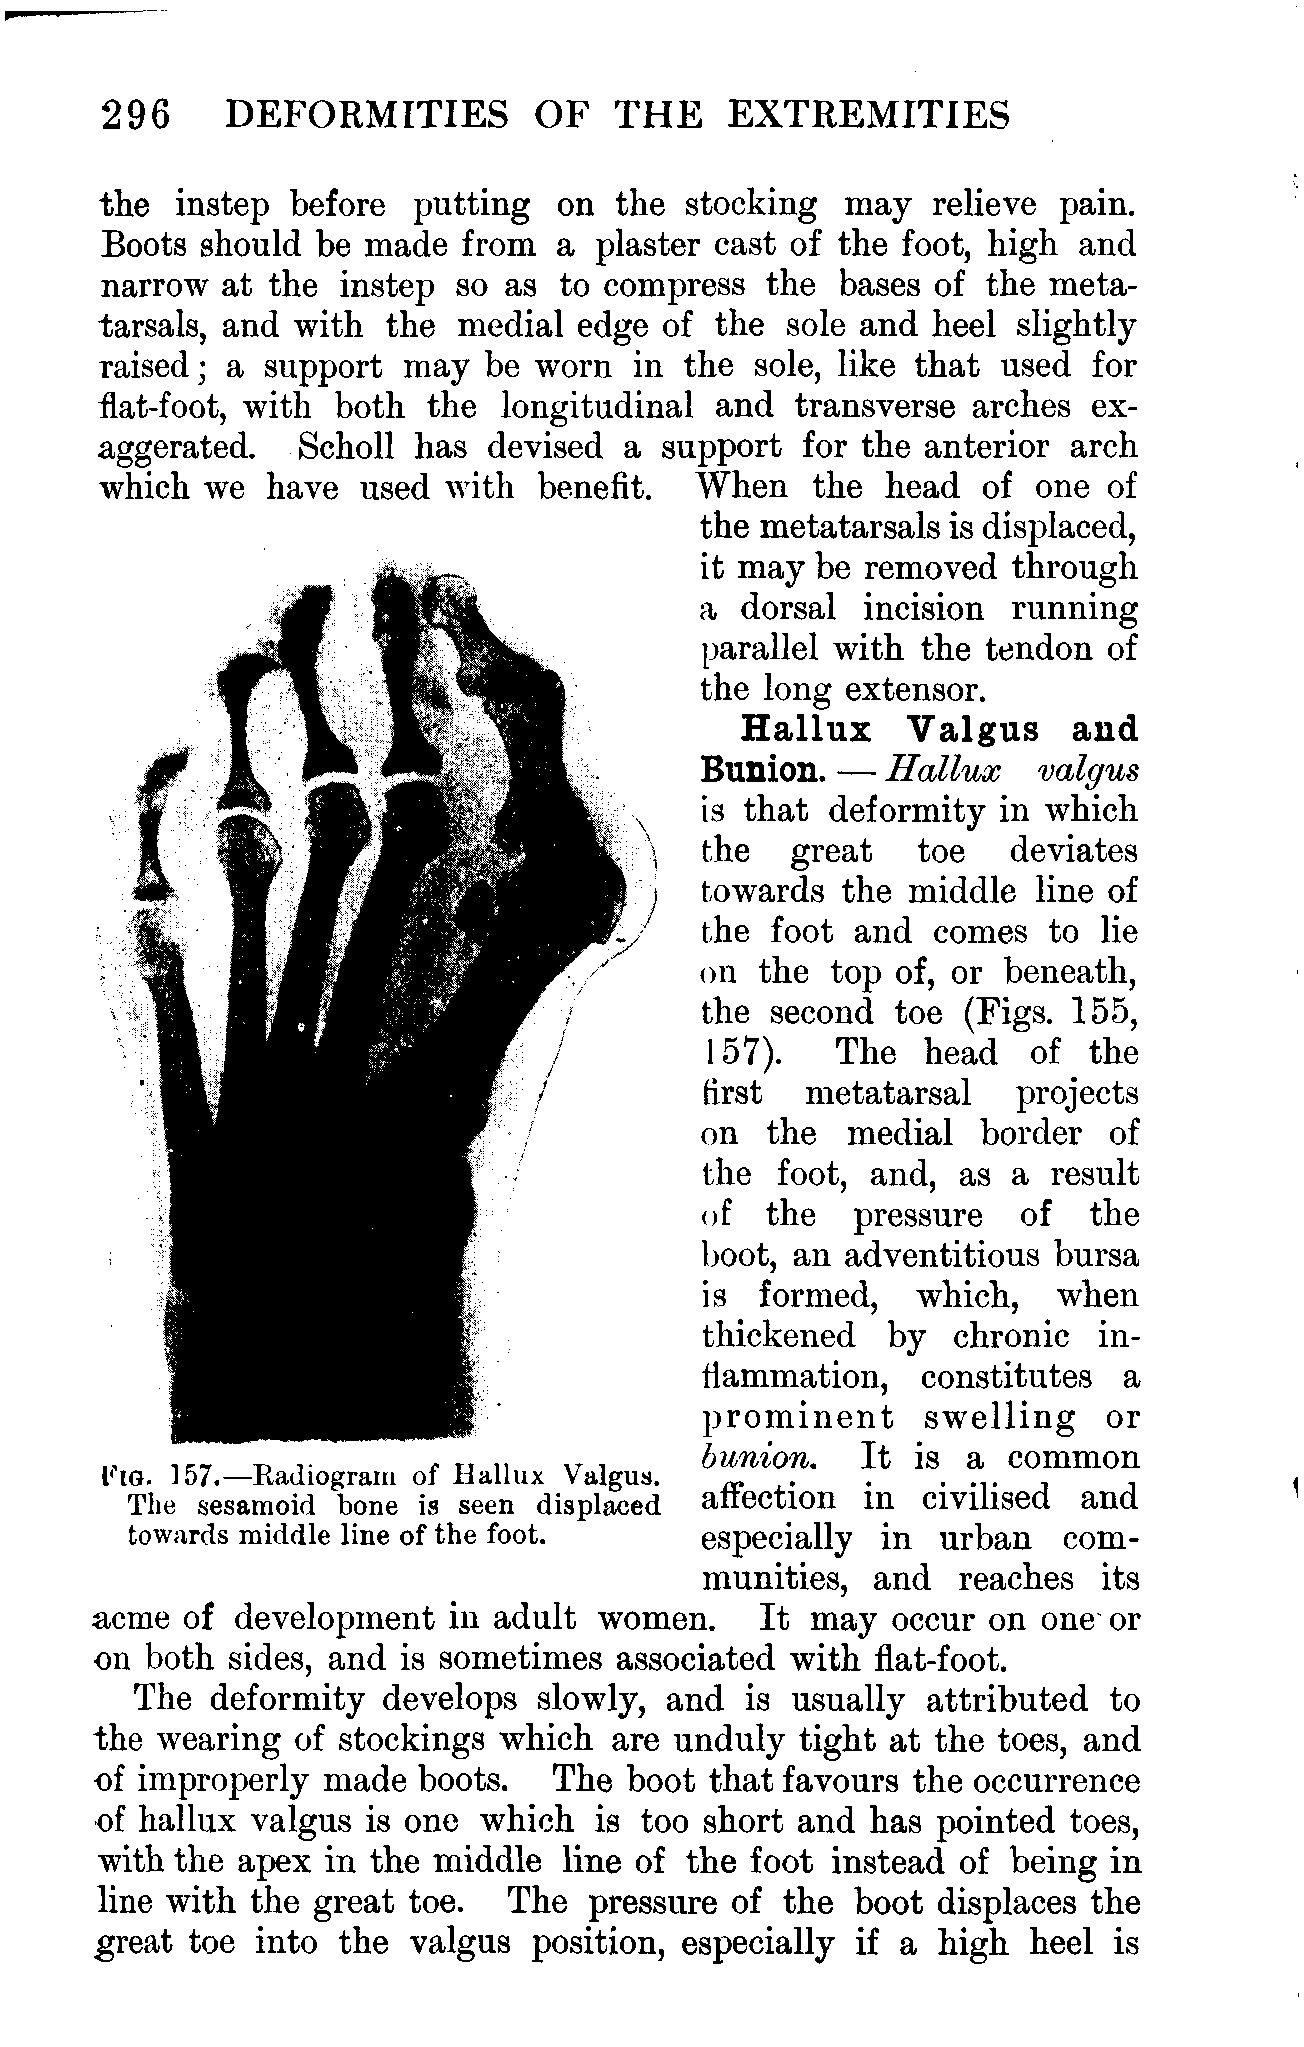 296 DEFORMITIES OF THE EXTREMITIES
the instep before putting on the stocking may relieve pain.
Boots should be made from a plaster cast of the foot, high and
narrow at the instep so as to compress the bases of the meta-
tarsals, and with the medial edge of the sole and heel slightly
raised; a support may be worn in the sole, like that used for
flat-foot, with both the longitudinal and transverse arches ex-
aggerated. Scholl has devised a support for the anterior arch
which we have used with benefit. When the head of one of
the metatarsals is displaced,
it may be removed through
a dorsal incision running
parallel with the tendon of
the long extensor.
Hallux Valgus and
Bunion. — Hallux valgus
is that deformity in which
the great toe deviates
towards the middle line of
the foot and comes to lie
on the top of, or beneath,
the second toe (Figs. 155,
157). The head of the
first metatarsal projects
on the medial border of
the foot, and, as a result
of the pressure of the
boot, an adventitious bursa
is formed, which, when
thickened by chronic in-
flammation, constitutes a
prominent swelling or
bunion. It is a common
affection in civilised and
especially in urban com-
munities, and reaches its
FIG. 157.—Radiogram of Hallux Valgus.
The sesamoid bone is seen displaced
towards middle line of the foot.
acme of development in adult women. It may occur on one or
on both sides, and is sometimes associated with flat-foot.
The deformity develops slowly, and is usually attributed to
the wearing of stockings which are unduly tight at the toes, and
of improperly made boots. The boot that favours the occurrence
of hallux valgus is one which is too short and has pointed toes,
with the apex in the middle line of the foot instead of being in
line with the great toe. The pressure of the boot displaces the
great toe into the valgus position, especially if a high heel is